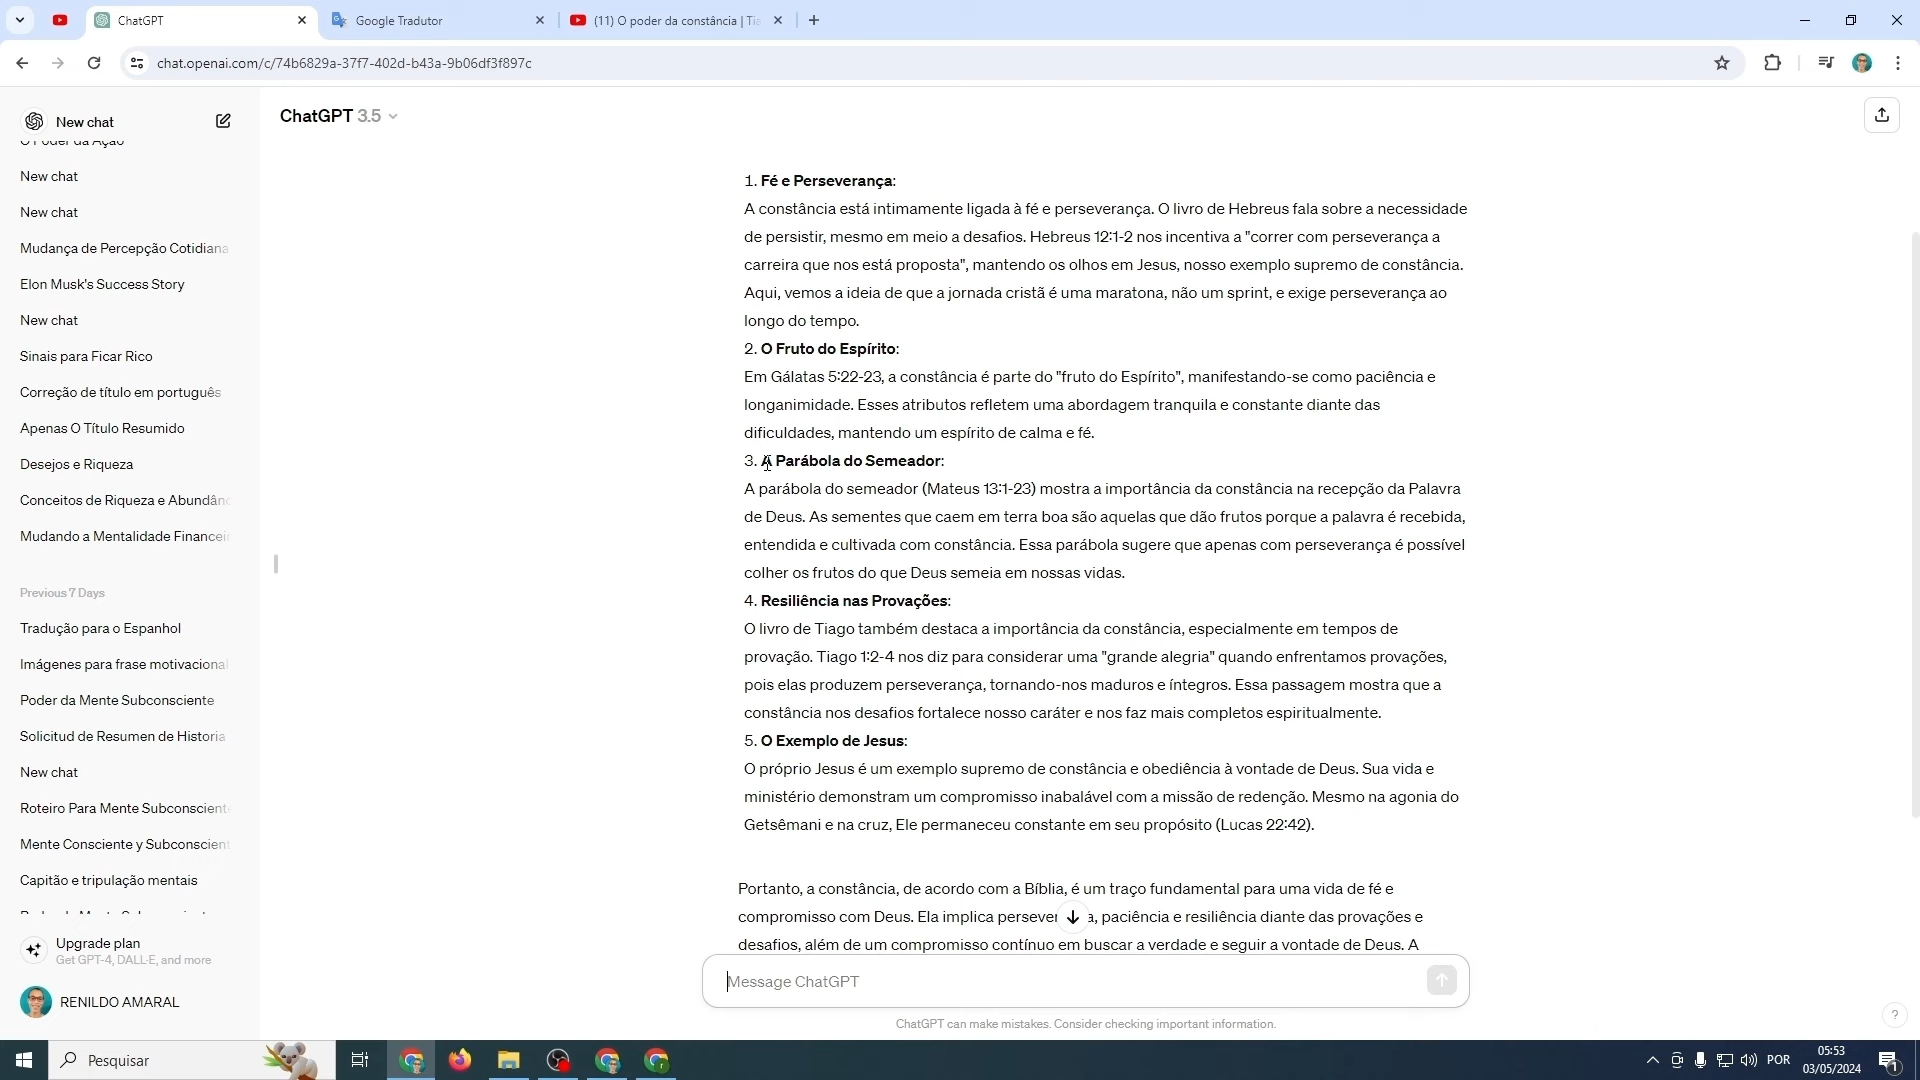 ChatGPT
Google Tradutor
(11) O poder da constância | Tia
chat.openai.com/c/74b6829a-37f7-402d-b43a-9b06df3f897c
New chat
ChatGPT 3.5
O Poder da Ação
New chat
New chat
Mudança de Percepção Cotidiana
Elon Musk's Success Story
New chat
Sinais para Ficar Rico
Correção de título em português
Apenas O Título Resumido
Desejos e Riqueza
Conceitos de Riqueza e Abundân
Mudando a Mentalidade Financei
Previous 7 Days
Tradução para o Espanhol
Imágenes para frase motivacional
Poder da Mente Subconsciente
Solicitud de Resumen de Historia
New chat
Roteiro Para Mente Subconscient
Mente Consciente y Subconscient
Capitão e tripulação mentais
Upgrade plan
Get GPT-4, DALL·E, and more
RENILDO AMARAL
1. Fé e Perseverança:
A constância está intimamente ligada à fé e perseverança. O livro de Hebreus fala sobre a necessidade
de persistir, mesmo em meio a desafios. Hebreus 12:1-2 nos incentiva a "correr com perseverança a
carreira que nos está proposta", mantendo os olhos em Jesus, nosso exemplo supremo de constância.
Aqui, vemos a ideia de que a jornada cristã é uma maratona, não um sprint, e exige perseverança ao
longo do tempo.
2. O Fruto do Espírito:
Em Gálatas 5:22-23, a constância é parte do "fruto do Espírito", manifestando-se como paciência e
longanimidade. Esses atributos refletem uma abordagem tranquila e constante diante das
dificuldades, mantendo um espírito de calma e fé.
3. A Parábola do Semeador:
A parábola do semeador (Mateus 13:1-23) mostra a importância da constância na recepção da Palavra
de Deus. As sementes que caem em terra boa são aquelas que dão frutos porque a palavra é recebida,
entendida e cultivada com constância. Essa parábola sugere que apenas com perseverança é possível
colher os frutos do que Deus semeia em nossas vidas.
4. Resiliência nas Provações:
O livro de Tiago também destaca a importância da constância, especialmente em tempos de
provação. Tiago 1:2-4 nos diz para considerar uma "grande alegria" quando enfrentamos provações,
pois elas produzem perseverança, tornando-nos maduros e íntegros. Essa passagem mostra que a
constância nos desafios fortalece nosso caráter e nos faz mais completos espiritualmente.
5. O Exemplo de Jesus:
O próprio Jesus é um exemplo supremo de constância e obediência à vontade de Deus. Sua vida e
ministério demonstram um compromisso inabalável com a missão de redenção. Mesmo na agonia do
Getsêmani e na cruz, Ele permaneceu constante em seu propósito (Lucas 22:42).
Portanto, a constância, de acordo com a Bíblia, é um traço fundamental para uma vida de fé e
compromisso com Deus. Ela implica persever a, paciência e resiliência diante das provações e
desafios, além de um compromisso contínuo em buscar a verdade e seguir a vontade de Deus. A
Message ChatGPT
ChatGPT can make mistakes. Consider checking important information.
?
Pesquisar
POR
05:53
03/05/2024
1